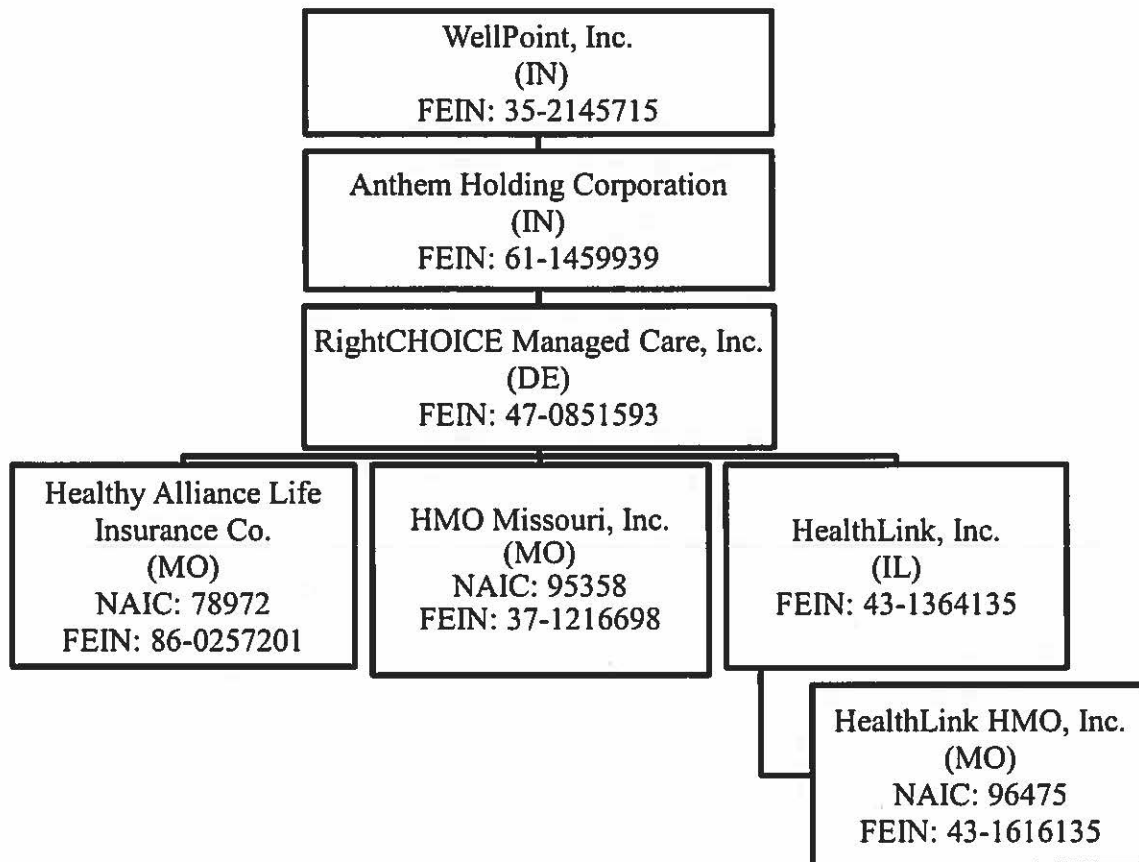 WellPoint, Inc.
(IN)
FEIN: 35-2145715
Anthem Holding Corporation
(IN)
FEIN: 61-1459939
RightCHOICE Managed Care, Inc.
(DE)
FEIN: 47-0851593
Healthy Alliance Life
Insurance Co.
(MO)
NAIC: 78972
FEIN: 86-0257201
HMO Missouri, Inc.
(MO)
NAIC: 95358
FEIN: 37-1216698
HealthLink, Inc.
(IL)
FEIN: 43-1364135
HealthLink HMO, Inc.
(MO)
NAIC: 96475
FEIN: 43-1616135